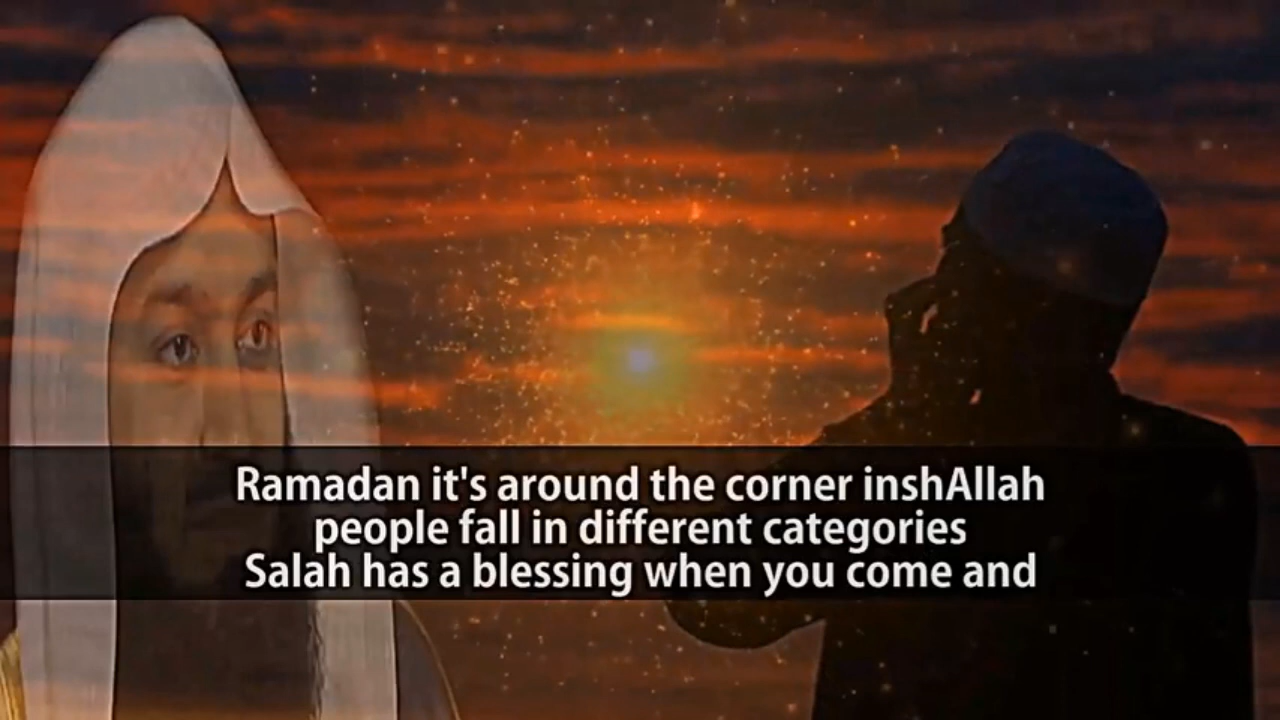 Ramadan it's around the corner inshAllah
people fall in different categories
Salah has a blessing when you come and